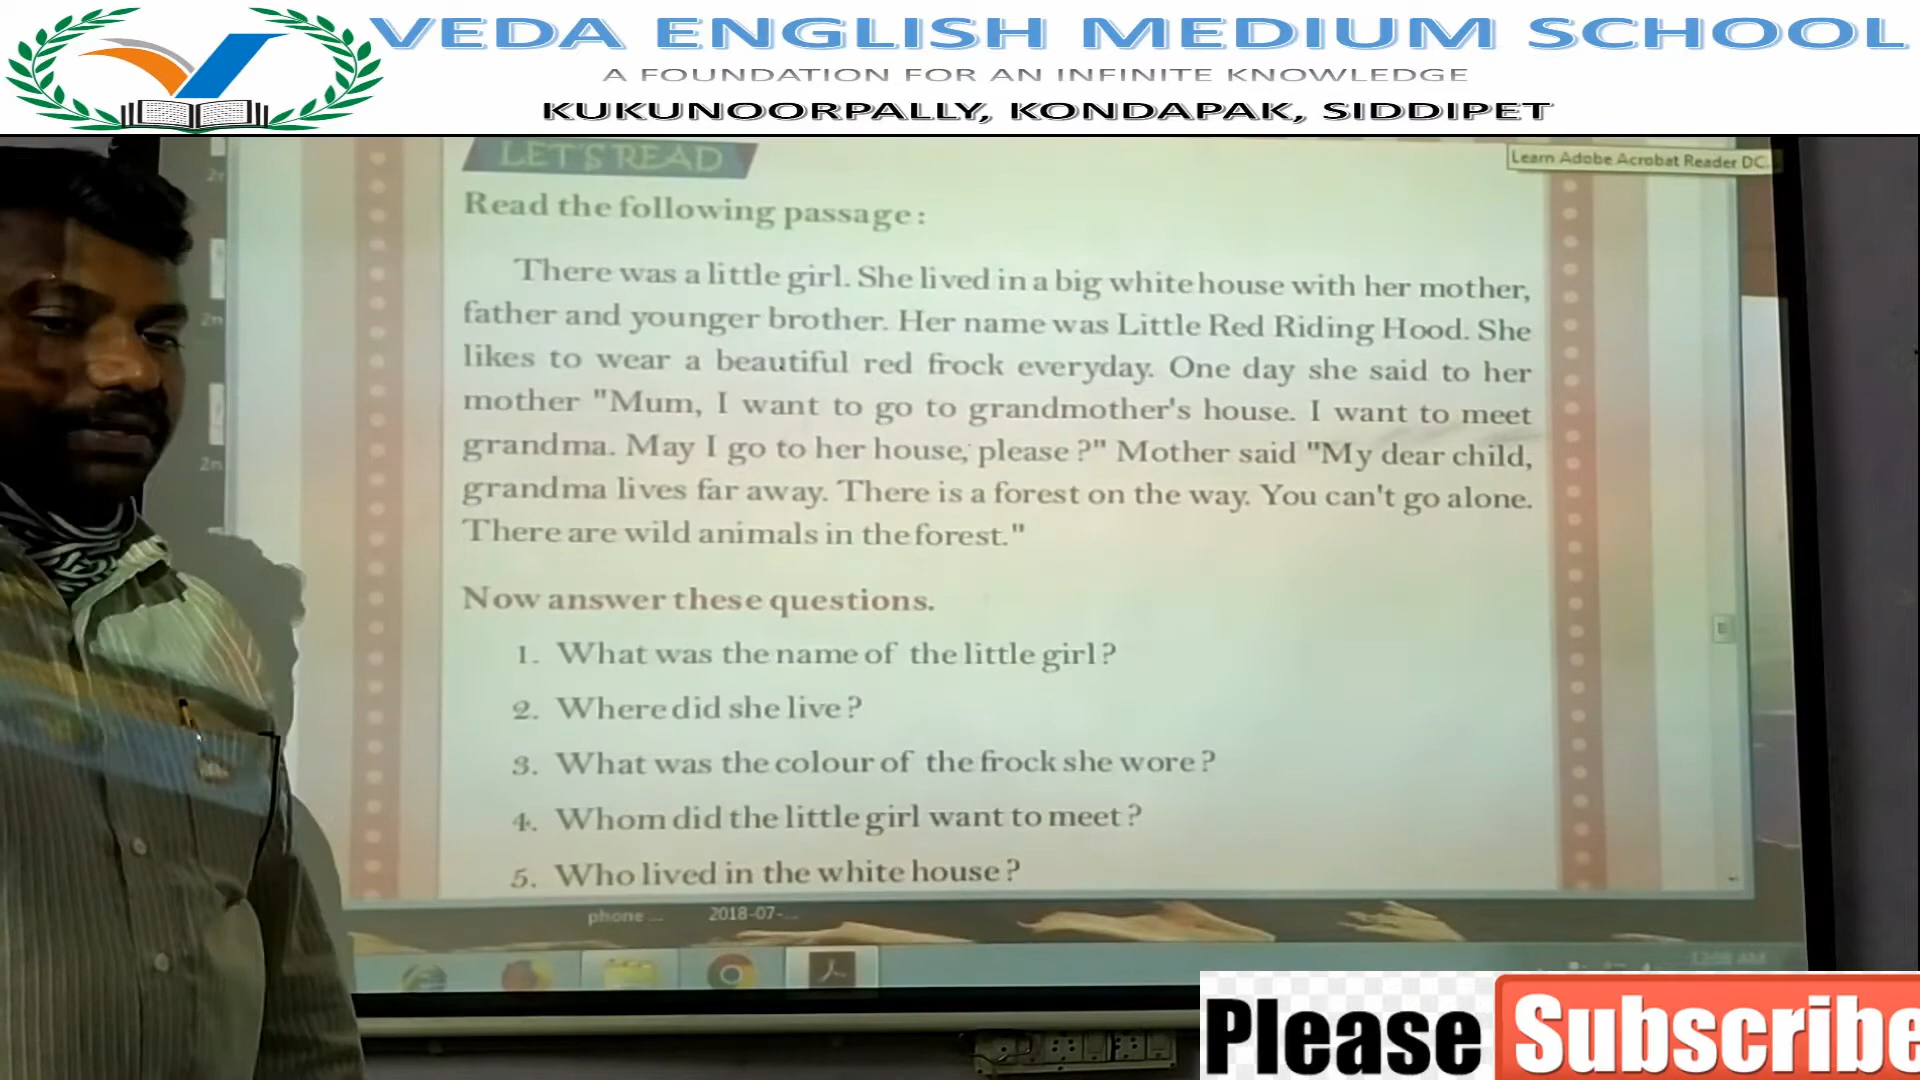 VEDA ENGLISH MEDIUM SCHOOL
A FOUNDATION FOR AN INFINITE KNOWLEDGE
KUKUNOORPALLY, KONDAPAK, SIDDIPET
LET'S READ
Learn Adobe Acrobat Reader DC...
Read the following passage :
There was a little girl. She lived in a big white house with her mother,
father and younger brother. Her name was Little Red Riding Hood. She
likes to wear a beautiful red frock everyday. One day she said to her
mother "Mum, I want to go to grandmother's house. I want to meet
grandma. May I go to her house, please ?" Mother said "My dear child,
grandma lives far away. There is a forest on the way. You can't go alone.
There are wild animals in the forest."
Now answer these questions.
1. What was the name of the little girl ?
2. Where did she live ?
3. What was the colour of the frock she wore ?
4. Whom did the little girl want to meet ?
5. Who lived in the white house ?
phone ... 2018-07-...
Please Subscribe